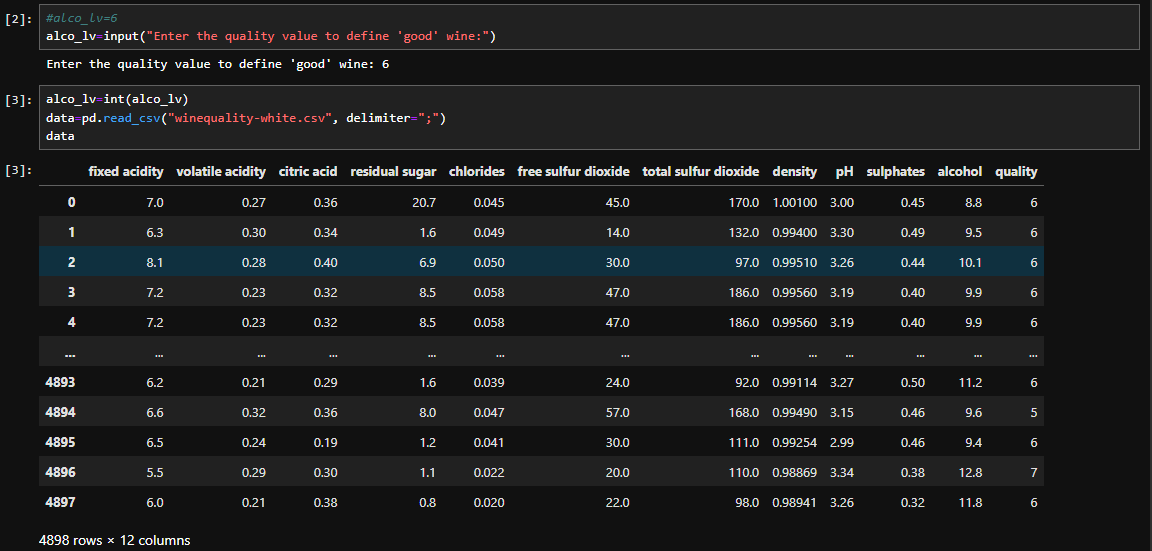 [2]: #alco_lv=6
alco_lv=input("Enter the quality value to define 'good' wine:")
Enter the quality value to define 'good' wine: 6
[3]: alco_lv=int(alco_lv)
data=pd.read_csv("winequality-white.csv", delimiter=";")
data
[3]: fixed acidity volatile acidity citric acid residual sugar chlorides free sulfur dioxide total sulfur dioxide density pH sulphates alcohol quality
0 7.0 0.27 0.36 20.7 0.045 45.0 170.0 1.00100 3.00 0.45 8.8 6
1 6.3 0.30 0.34 1.6 0.049 14.0 132.0 0.99400 3.30 0.49 9.5 6
2 8.1 0.28 0.40 6.9 0.050 30.0 97.0 0.99510 3.26 0.44 10.1 6
3 7.2 0.23 0.32 8.5 0.058 47.0 186.0 0.99560 3.19 0.40 9.9 6
4 7.2 0.23 0.32 8.5 0.058 47.0 186.0 0.99560 3.19 0.40 9.9 6
... ... ... ... ... ... ... ... ... ... ... ... ...
4893 6.2 0.21 0.29 1.6 0.039 24.0 92.0 0.99114 3.27 0.50 11.2 6
4894 6.6 0.32 0.36 8.0 0.047 57.0 168.0 0.99490 3.15 0.46 9.6 5
4895 6.5 0.24 0.19 1.2 0.041 30.0 111.0 0.99254 2.99 0.46 9.4 6
4896 5.5 0.29 0.30 1.1 0.022 20.0 110.0 0.98869 3.34 0.38 12.8 7
4897 6.0 0.21 0.38 0.8 0.020 22.0 98.0 0.98941 3.26 0.32 11.8 6
4898 rows × 12 columns